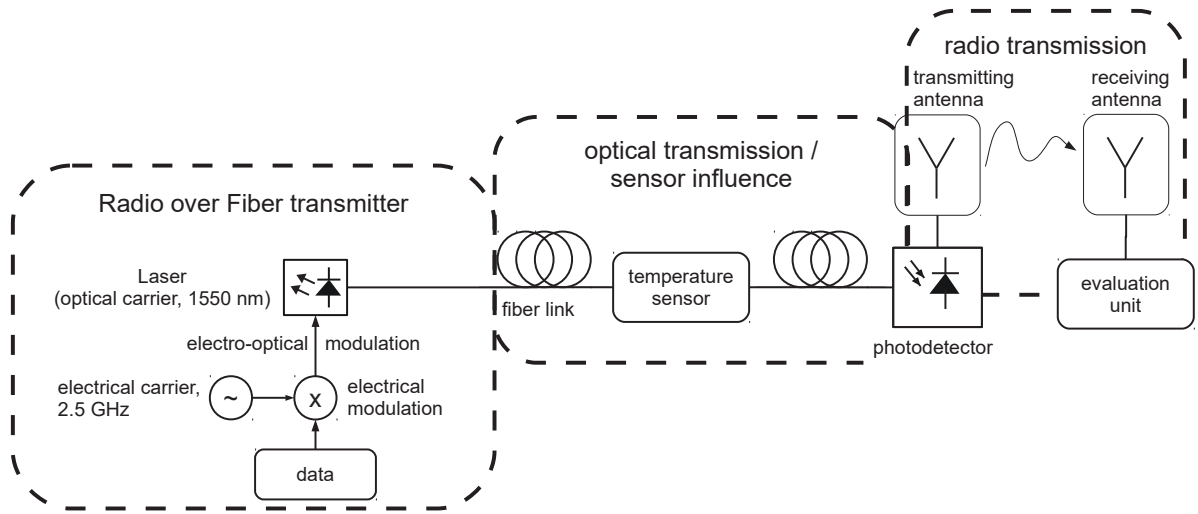 radio transmission
transmitting
antenna
receiving
antenna
optical transmission /
sensor influence
Radio over Fiber transmitter
Laser
(optical carrier, 1550 nm)
fiber link
temperature
sensor
evaluation
unit
photodetector
electro-optical modulation
electrical carrier,
2.5 GHz
~
x
electrical
modulation
data